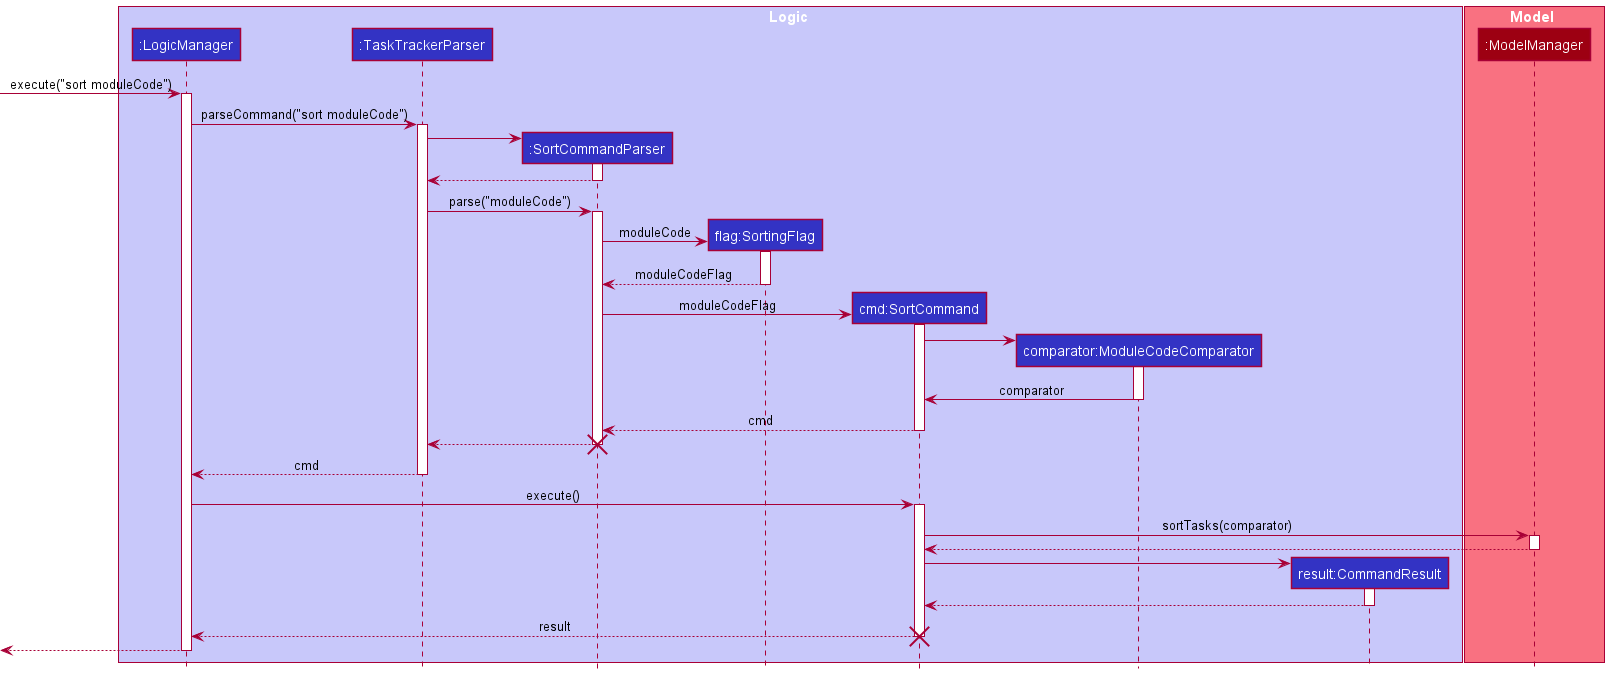 Logic
Model
:LogicManager
:TaskTrackerParser
:ModelManager
execute("sort moduleCode")
parseCommand("sort moduleCode")
:SortCommandParser
parse("moduleCode")
moduleCode
flag:SortingFlag
moduleCodeFlag
moduleCodeFlag
cmd:SortCommand
comparator:ModuleCodeComparator
comparator
cmd
cmd
execute()
sortTasks(comparator)
result:CommandResult
result